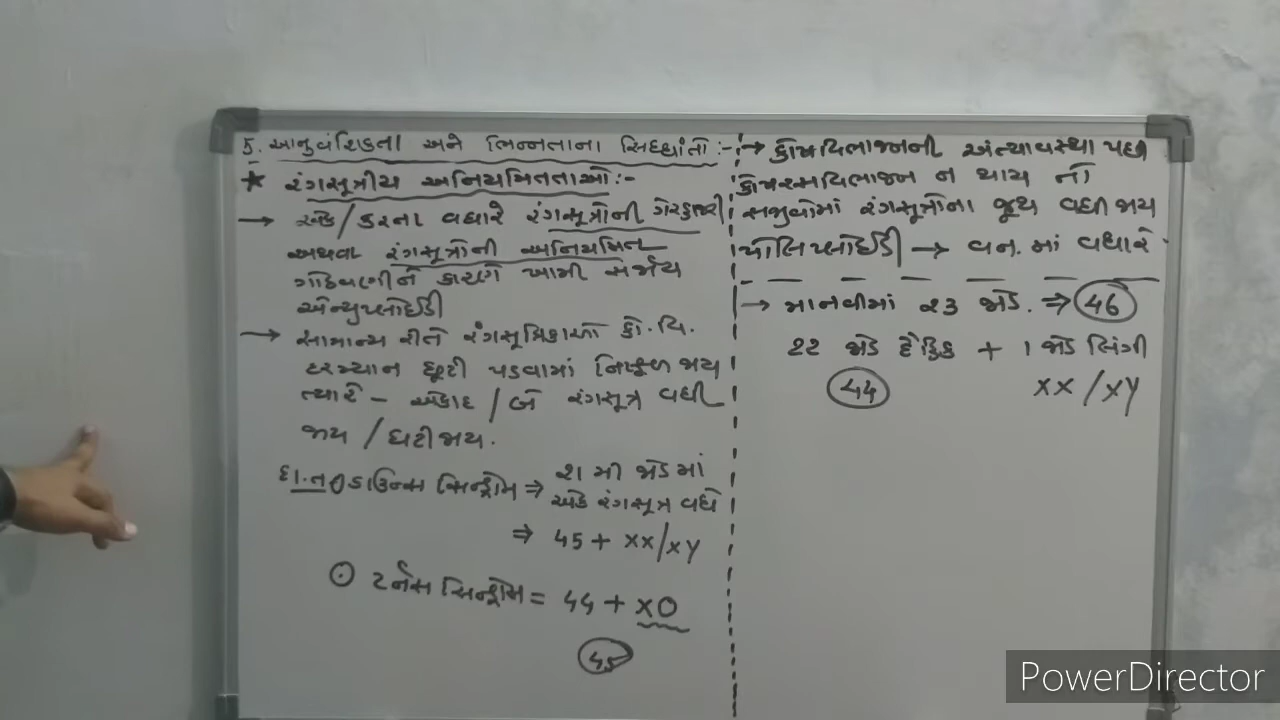 5. આનુવંશિકતા અને ભિન્નતાના સિદ્ધાંતો :-
* રંગસૂત્રીય અનિયમિતતાઓ :-
→ એક/કરતા વધારે રંગસૂત્રોની ગેરહાજરી
અથવા રંગસૂત્રોની અનિયમિત
ગોઠવણીને કારણે ખામી સર્જાય
એન્યુપ્લોઈડી
→ સામાન્ય રીતે રંગસૂત્રિકાઓ કો.વિ.
દરમ્યાન છૂટી પડવામાં નિષ્ફળ જાય
ત્યારે - એકાદ / બે રંગસૂત્ર વધી
જાય / ઘટી જાય.
દા.ત. ડાઉન્સ સિન્ડ્રોમ ⇒ 21 મી જોડમાં
એક રંગસૂત્ર વધે
⇒ 45 + XX/XY
⊙ ટર્નર્સ સિન્ડ્રોમ = 44 + XO
45
→ કોષવિભાજનની અંત્યાવસ્થા પછી
કોષરસવિભાજન ન થાય તો
સજીવોમાં રંગસૂત્રોના જૂથ વધી જાય
પોલિપ્લોઈડી → વન. માં વધારે
→ માનવીમાં 23 જોડ. ⇒ 46
22 જોડ દૈહિક + 1 જોડ લિંગી
44 XX/XY
PowerDirector